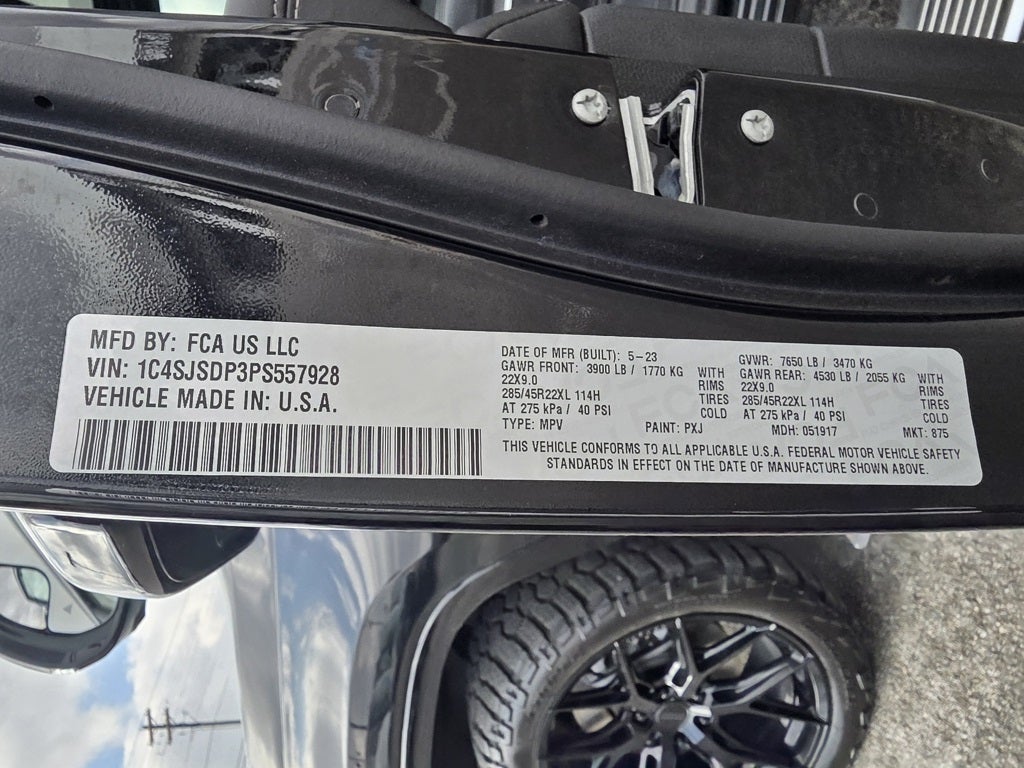 MFD BY: FCA US LLC
VIN: 1C4SJSDP3PS557928
VEHICLE MADE IN: U.S.A.
DATE OF MFR (BUILT): 5-23
GAWR FRONT: 3900 LB / 1770 KG WITH
22X9.0 RIMS
285/45R22XL 114H TIRES
AT 275 kPa / 40 PSI COLD
TYPE: MPV PAINT: PXJ
GVWR: 7650 LB / 3470 KG
GAWR REAR: 4530 LB / 2055 KG WITH
22X9.0 RIMS
285/45R22XL 114H TIRES
AT 275 kPa / 40 PSI COLD
MDH: 051917 MKT: 875
THIS VEHICLE CONFORMS TO ALL APPLICABLE U.S.A. FEDERAL MOTOR VEHICLE SAFETY
STANDARDS IN EFFECT ON THE DATE OF MANUFACTURE SHOWN ABOVE.